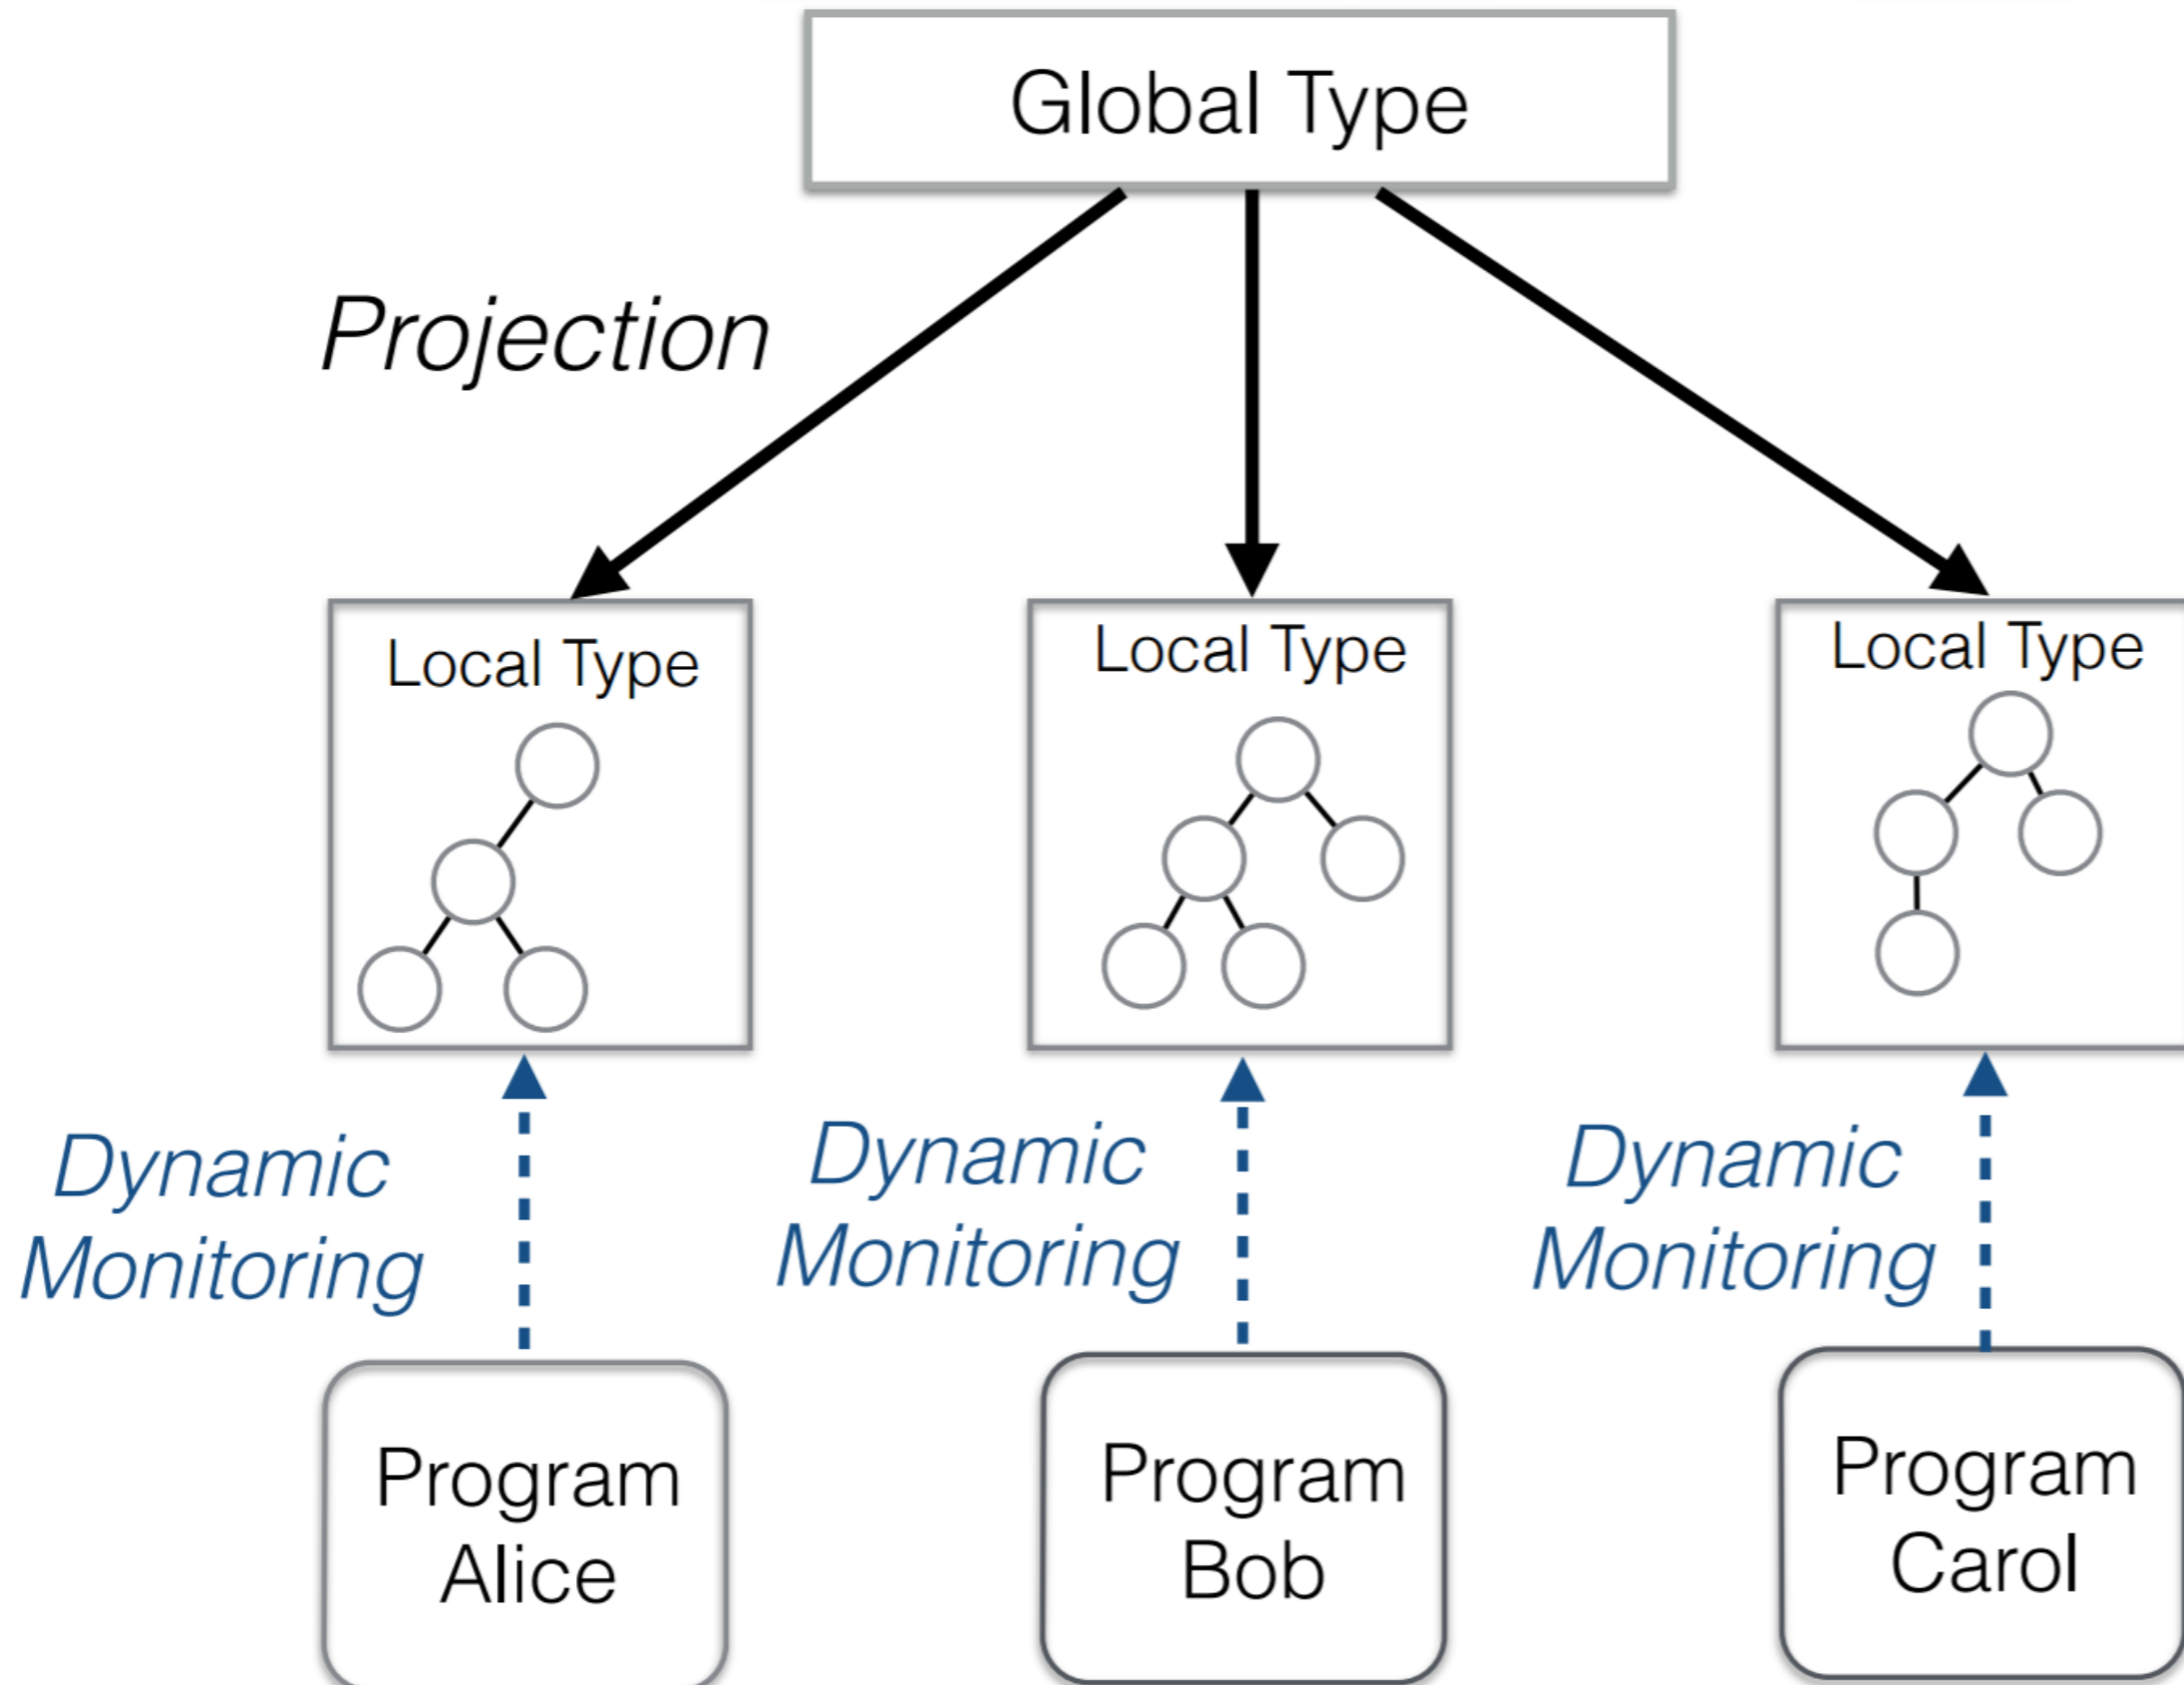 Global Type
Projection
Local Type
Local Type
Local Type
Dynamic
Monitoring
Dynamic
Monitoring
Dynamic
Monitoring
Program
Alice
Program
Bob
Program
Carol